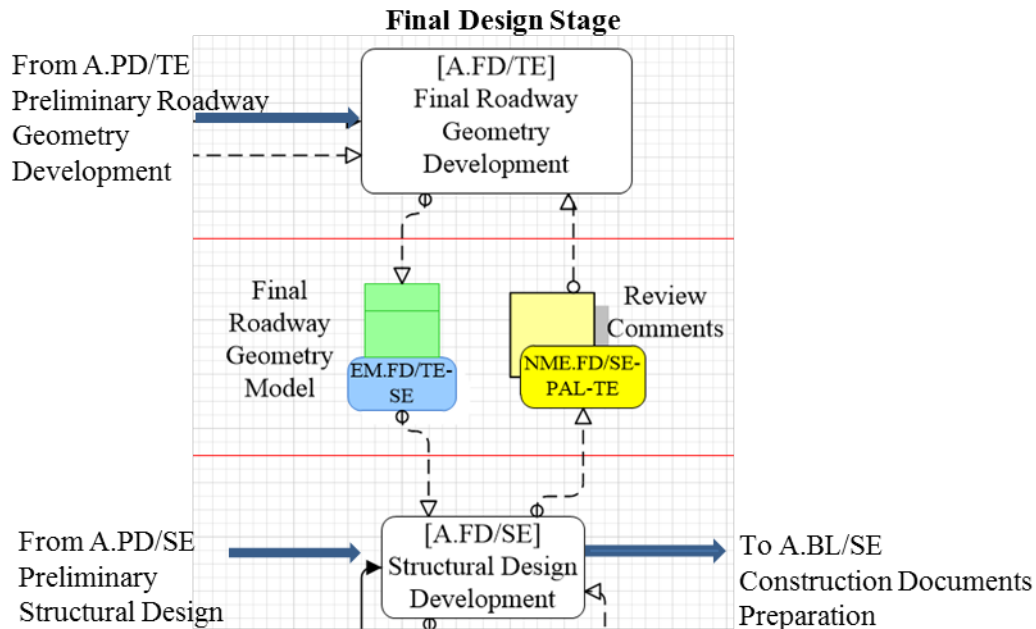 Final Design Stage
From A.PD/TE
Preliminary Roadway
Geometry
Development
[A.FD/TE]
Final Roadway
Geometry
Development
Final
Roadway
Geometry
Model
EM.FD/TE-
SE
Review
Comments
NME.FD/SE-
PAL-TE
From A.PD/SE
Preliminary
Structural Design
[A.FD/SE]
Structural Design
Development
To A.BL/SE
Construction Documents
Preparation